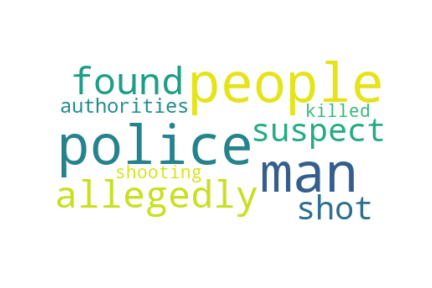 found people
authorities killed
police suspect
shooting man
allegedly shot